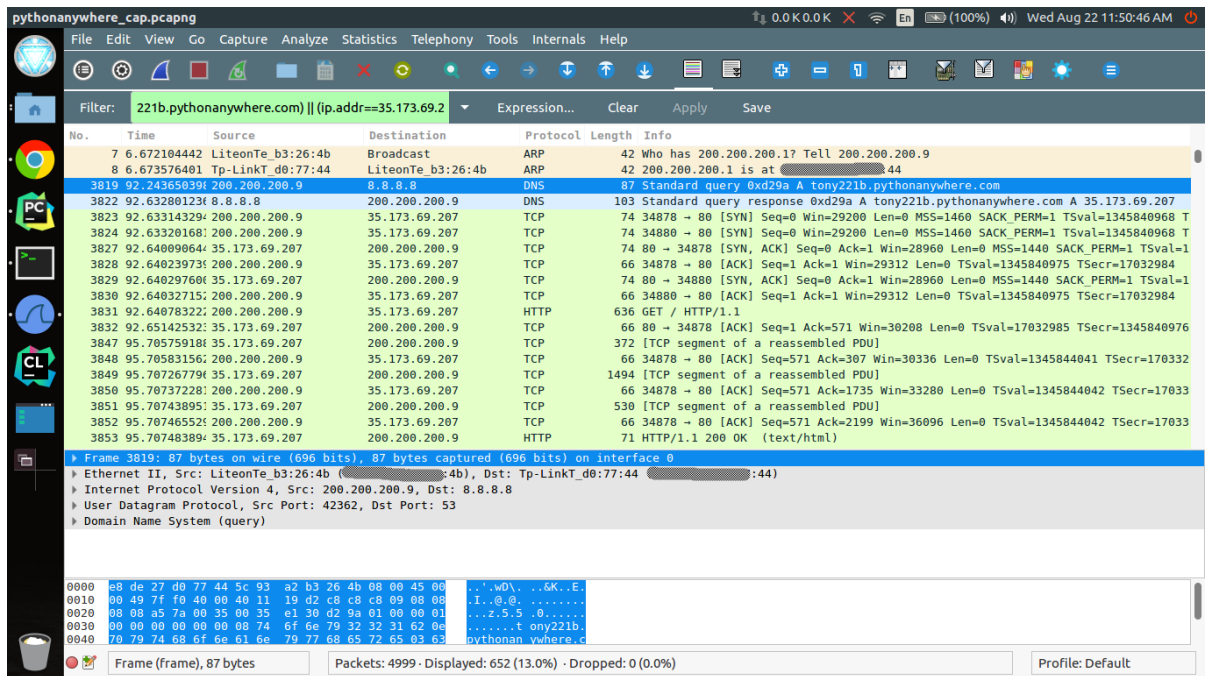 pythonanywhere_cap.pcapng 0.0 K 0.0 K En (100%) Wed Aug 22 11:50:46 AM
File Edit View Go Capture Analyze Statistics Telephony Tools Internals Help
Filter: 221b.pythonanywhere.com) || (ip.addr==35.173.69.2 Expression... Clear Apply Save
No. Time Source Destination Protocol Length Info
7 6.672104442 LiteonTe_b3:26:4b Broadcast ARP 42 Who has 200.200.200.1? Tell 200.200.200.9
8 6.673576401 Tp-LinkT_d0:77:44 LiteonTe_b3:26:4b ARP 42 200.200.200.1 is at :44
3819 92.243650398 200.200.200.9 8.8.8.8 DNS 87 Standard query 0xd29a A tony221b.pythonanywhere.com
3822 92.632801236 8.8.8.8 200.200.200.9 DNS 103 Standard query response 0xd29a A tony221b.pythonanywhere.com A 35.173.69.207
3823 92.633143294 200.200.200.9 35.173.69.207 TCP 74 34878 → 80 [SYN] Seq=0 Win=29200 Len=0 MSS=1460 SACK_PERM=1 TSval=1345840968 T
3824 92.633201681 200.200.200.9 35.173.69.207 TCP 74 34880 → 80 [SYN] Seq=0 Win=29200 Len=0 MSS=1460 SACK_PERM=1 TSval=1345840968 T
3827 92.640090644 35.173.69.207 200.200.200.9 TCP 74 80 → 34878 [SYN, ACK] Seq=0 Ack=1 Win=28960 Len=0 MSS=1440 SACK_PERM=1 TSval=1
3828 92.640239739 200.200.200.9 35.173.69.207 TCP 66 34878 → 80 [ACK] Seq=1 Ack=1 Win=29312 Len=0 TSval=1345840975 TSecr=17032984
3829 92.640297606 35.173.69.207 200.200.200.9 TCP 74 80 → 34880 [SYN, ACK] Seq=0 Ack=1 Win=28960 Len=0 MSS=1440 SACK_PERM=1 TSval=1
3830 92.640327152 200.200.200.9 35.173.69.207 TCP 66 34880 → 80 [ACK] Seq=1 Ack=1 Win=29312 Len=0 TSval=1345840975 TSecr=17032984
3831 92.640783222 200.200.200.9 35.173.69.207 HTTP 636 GET / HTTP/1.1
3832 92.651425323 35.173.69.207 200.200.200.9 TCP 66 80 → 34878 [ACK] Seq=1 Ack=571 Win=30208 Len=0 TSval=17032985 TSecr=1345840976
3847 95.705759188 35.173.69.207 200.200.200.9 TCP 372 [TCP segment of a reassembled PDU]
3848 95.705831562 200.200.200.9 35.173.69.207 TCP 66 34878 → 80 [ACK] Seq=571 Ack=307 Win=30336 Len=0 TSval=1345844041 TSecr=170332
3849 95.707267796 35.173.69.207 200.200.200.9 TCP 1494 [TCP segment of a reassembled PDU]
3850 95.707372281 200.200.200.9 35.173.69.207 TCP 66 34878 → 80 [ACK] Seq=571 Ack=1735 Win=33280 Len=0 TSval=1345844042 TSecr=17033
3851 95.707438951 35.173.69.207 200.200.200.9 TCP 530 [TCP segment of a reassembled PDU]
3852 95.707465529 200.200.200.9 35.173.69.207 TCP 66 34878 → 80 [ACK] Seq=571 Ack=2199 Win=36096 Len=0 TSval=1345844042 TSecr=17033
3853 95.707483894 35.173.69.207 200.200.200.9 HTTP 71 HTTP/1.1 200 OK (text/html)
Frame 3819: 87 bytes on wire (696 bits), 87 bytes captured (696 bits) on interface 0
Ethernet II, Src: LiteonTe_b3:26:4b ( :4b), Dst: Tp-LinkT_d0:77:44 :44)
Internet Protocol Version 4, Src: 200.200.200.9, Dst: 8.8.8.8
User Datagram Protocol, Src Port: 42362, Dst Port: 53
Domain Name System (query)
0000 e8 de 27 d0 77 44 5c 93 a2 b3 26 4b 08 00 45 00 ..'.wD\. ..&K..E.
0010 00 49 7f f0 40 00 40 11 19 d2 c8 c8 c8 09 08 08 .I..@.@. ........
0020 08 08 a5 7a 00 35 00 35 e1 30 d2 9a 01 00 00 01 ...z.5.5 .0......
0030 00 00 00 00 00 00 08 74 6f 6e 79 32 32 31 62 0e .......t ony221b.
0040 70 79 74 68 6f 6e 61 6e 79 77 68 65 72 65 03 63 pythonan ywhere.c
Frame (frame), 87 bytes Packets: 4999 · Displayed: 652 (13.0%) · Dropped: 0 (0.0%) Profile: Default
PC
CL